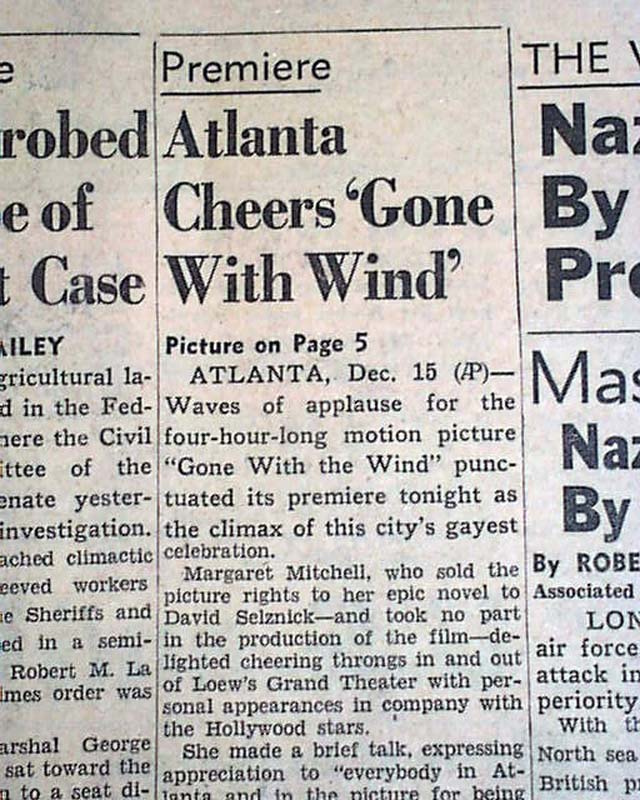 e
robed
e of
t Case
AILEY
gricultural la-
d in the Fed-
here the Civil
ittee of the
enate yester-
investigation.
ached climactic
eeved workers
e Sheriffs and
ed in a semi-
Robert M. La
imes order was
arshal George
sat toward the
n to a seat di-
Premiere
Atlanta
Cheers ‘Gone
With Wind’
Picture on Page 5
ATLANTA, Dec. 15 (AP)—
Waves of applause for the
four-hour-long motion picture
“Gone With the Wind” punc-
tuated its premiere tonight as
the climax of this city's gayest
celebration.
Margaret Mitchell, who sold the
picture rights to her epic novel to
David Selznick—and took no part
in the production of the film—de-
lighted cheering throngs in and out
of Loew's Grand Theater with per-
sonal appearances in company with
the Hollywood stars.
She made a brief talk, expressing
appreciation to “everybody in At-
lanta and in the picture for being
THE
Naz
By
Pre
Mas
Naz
By
By ROBE
Associated
LON
air force
attack in
periority
With th
North sea
British p